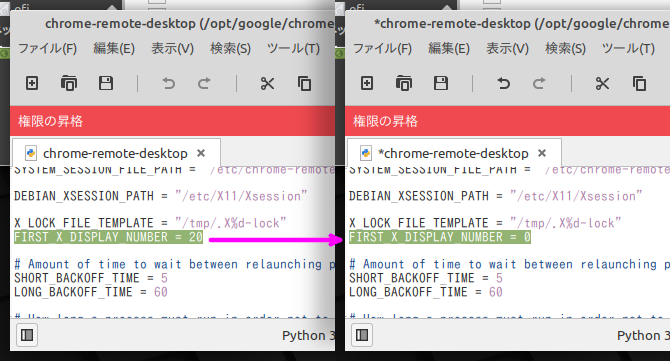 efi
chrome-remote-desktop (/opt/google/chrome
ファイル(F) 編集(E) 表示(V) 検索(S) ツール(T)
権限の昇格
chrome-remote-desktop ×
SYSTEM_SESSION_FILE_PATH = "/etc/chrome-remote
DEBIAN_XSESSION_PATH = "/etc/X11/Xsession"
X_LOCK_FILE_TEMPLATE = "/tmp/.X%d-lock"
FIRST_X_DISPLAY_NUMBER = 20
# Amount of time to wait between relaunching p
SHORT_BACKOFF_TIME = 5
LONG_BACKOFF_TIME = 60
# How long a process must run in order not to
Python 3
*chrome-remote-desktop (/opt/google/chrome
ファイル(F) 編集(E) 表示(V) 検索(S) ツール(T)
権限の昇格
*chrome-remote-desktop ×
SYSTEM_SESSION_FILE_PATH = "/etc/chrome-remot
DEBIAN_XSESSION_PATH = "/etc/X11/Xsession"
X_LOCK_FILE_TEMPLATE = "/tmp/.X%d-lock"
FIRST_X_DISPLAY_NUMBER = 0
# Amount of time to wait between relaunching
SHORT_BACKOFF_TIME = 5
LONG_BACKOFF_TIME = 60
# How long a process must run in order not to
Python 3